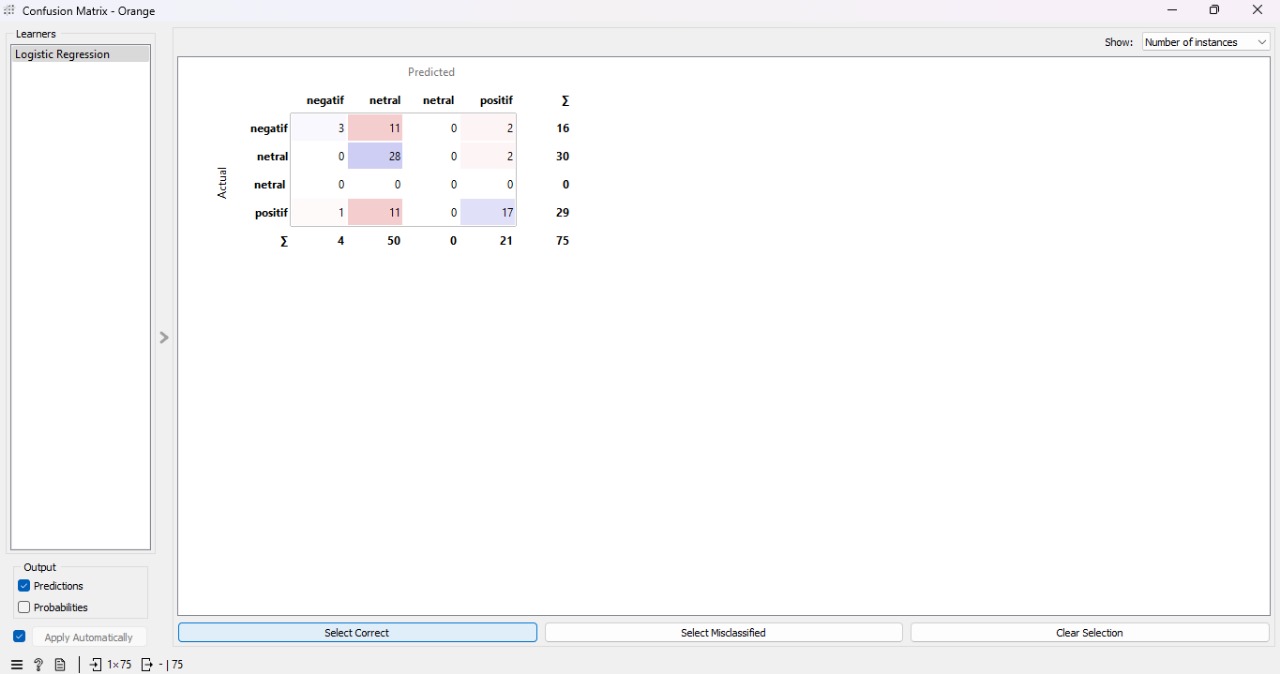 Confusion Matrix - Orange
Learners
Logistic Regression
Show: Number of instances
Predicted
negatif netral netral positif Σ
negatif 3 11 0 2 16
netral 0 28 0 2 30
Actual
netral 0 0 0 0 0
positif 1 11 0 17 29
Σ 4 50 0 21 75
Output
Predictions
Probabilities
Apply Automatically
Select Correct Select Misclassified Clear Selection
1×75 - | 75